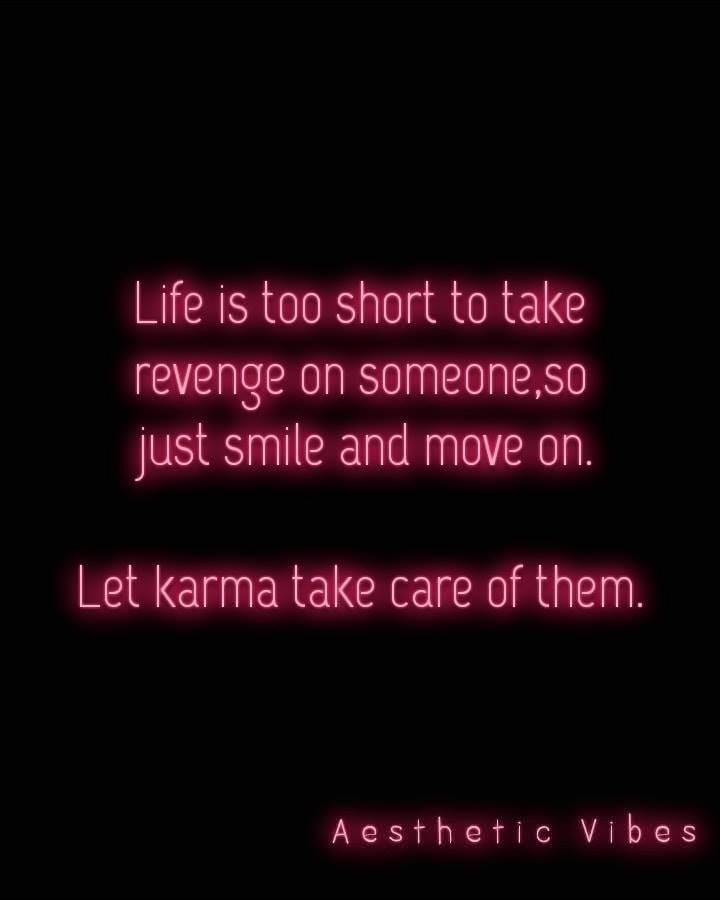 Life is too short to take
revenge on someone,so
just smile and move on.
Let karma take care of them.
Aesthetic Vibes